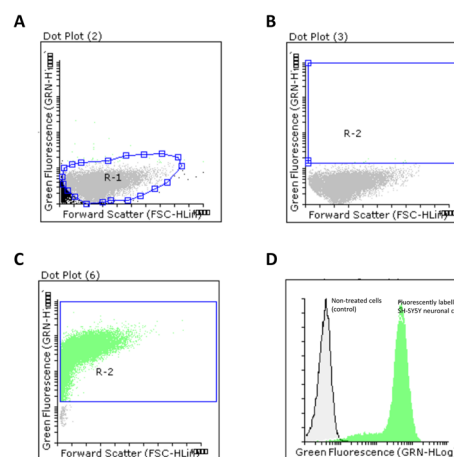 A
Dot Plot (2)
Green Fluorescence (GRN-H
R-1
Forward Scatter (FSC-HLin
B
Dot Plot (3)
Green Fluorescence (GRN-H
R-2
Forward Scatter (FSC-HLin
C
Dot Plot (6)
Green Fluorescence (GRN-H
R-2
Forward Scatter (FSC-HLin
D
Non-treated cells
(control)
Fluorescently labell
SH-SY5Y neuronal c
Green Fluorescence (GRN-HLog